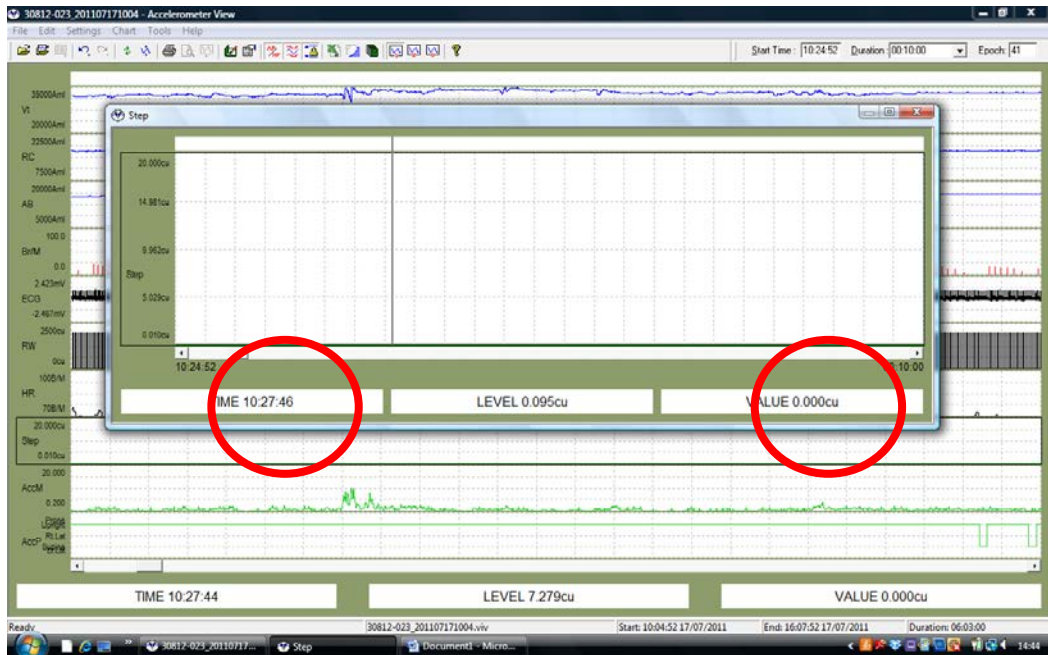 30812-023_201107171004 - Accelerometer View
File Edit Settings Chart Tools Help
Start Time : 10:24:52 Duration : 00:10:00 Epoch: 41
35000Aml
Vt
20000Aml
22500Aml
RC
7500Aml
20000Aml
AB
5000Aml
100.0
Br/M
0.0
2.423mV
ECG
-2.467mV
2500cu
RW
0cu
100B/M
HR
70B/M
20.000cu
Step
0.010cu
20.000
AccM
0.200
Upright
AccP Rt.Lat
Step
20.000cu
14.981cu
9.962cu
Step
5.029cu
0.010cu
10:24:52
:10:00
TIME 10:27:46 LEVEL 0.095cu VALUE 0.000cu
TIME 10:27:44 LEVEL 7.279cu VALUE 0.000cu
Ready 30812-023_201107171004.viv Start: 10:04:52 17/07/2011 End: 16:07:52 17/07/2011 Duration: 06:03:00
30812-023_20110717... Step Document1 - Micro... 14:44